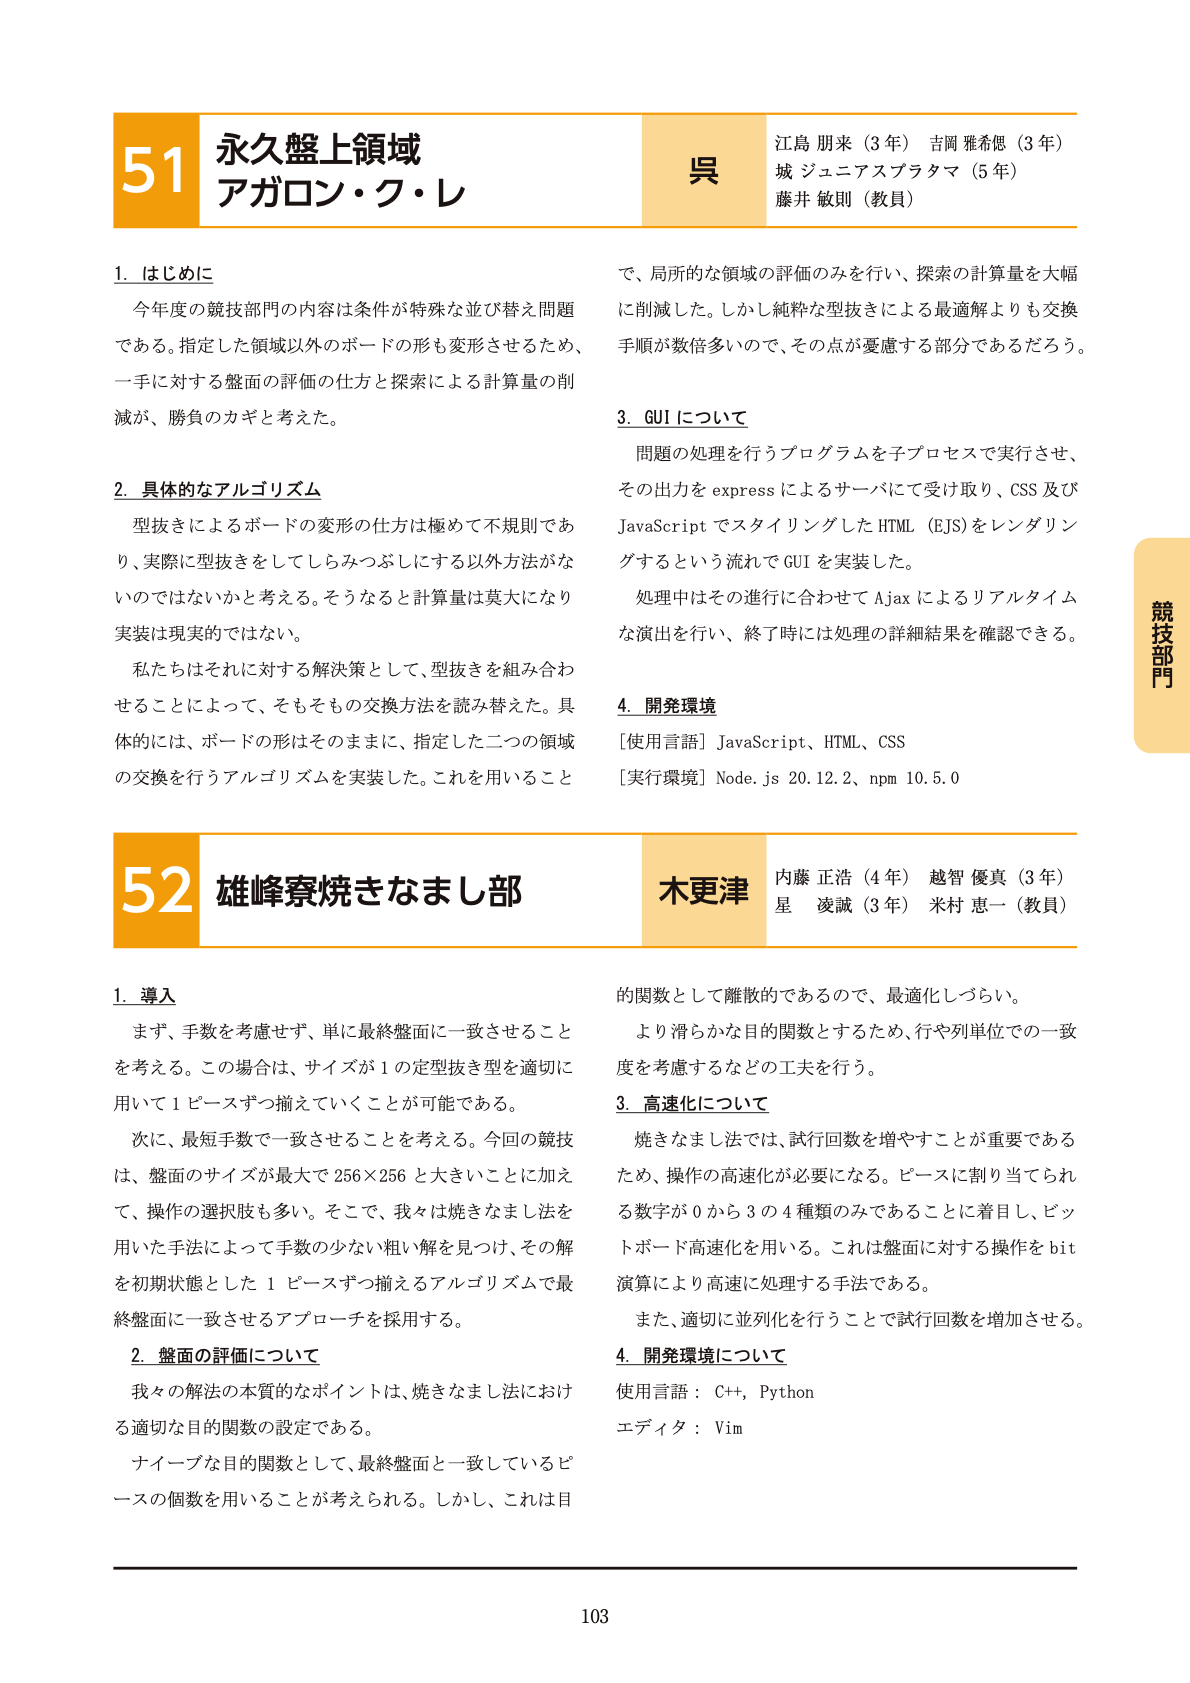 51
永久盤上領域
アガロン・ク・レ
呉
江島 朋来（3 年）　吉岡 雅希偲（3 年）
城 ジュニアスプラタマ（5 年）
藤井 敏則（教員）
1. はじめに
今年度の競技部門の内容は条件が特殊な並び替え問題
である。指定した領域以外のボードの形も変形させるため、
一手に対する盤面の評価の仕方と探索による計算量の削
減が、勝負のカギと考えた。
2. 具体的なアルゴリズム
型抜きによるボードの変形の仕方は極めて不規則であ
り、実際に型抜きをしてしらみつぶしにする以外方法がな
いのではないかと考える。そうなると計算量は莫大になり
実装は現実的ではない。
私たちはそれに対する解決策として、型抜きを組み合わ
せることによって、そもそもの交換方法を読み替えた。具
体的には、ボードの形はそのままに、指定した二つの領域
の交換を行うアルゴリズムを実装した。これを用いること
で、局所的な領域の評価のみを行い、探索の計算量を大幅
に削減した。しかし純粋な型抜きによる最適解よりも交換
手順が数倍多いので、その点が憂慮する部分であるだろう。
3. GUI について
問題の処理を行うプログラムを子プロセスで実行させ、
その出力を express によるサーバにて受け取り、CSS 及び
JavaScript でスタイリングした HTML （EJS）をレンダリン
グするという流れで GUI を実装した。
処理中はその進行に合わせて Ajax によるリアルタイム
な演出を行い、終了時には処理の詳細結果を確認できる。
4. 開発環境
［使用言語］JavaScript、HTML、CSS
［実行環境］Node.js 20.12.2、npm 10.5.0
競技部門
52
雄峰寮焼きなまし部
木更津
内藤 正浩（4 年）　越智 優真（3 年）
星　凌誠（3 年）　米村 恵一（教員）
1. 導入
まず、手数を考慮せず、単に最終盤面に一致させること
を考える。この場合は、サイズが 1 の定型抜き型を適切に
用いて 1 ピースずつ揃えていくことが可能である。
次に、最短手数で一致させることを考える。今回の競技
は、盤面のサイズが最大で 256×256 と大きいことに加え
て、操作の選択肢も多い。そこで、我々は焼きなまし法を
用いた手法によって手数の少ない粗い解を見つけ、その解
を初期状態とした 1 ピースずつ揃えるアルゴリズムで最
終盤面に一致させるアプローチを採用する。
2. 盤面の評価について
我々の解法の本質的なポイントは、焼きなまし法におけ
る適切な目的関数の設定である。
ナイーブな目的関数として、最終盤面と一致しているピ
ースの個数を用いることが考えられる。しかし、これは目
的関数として離散的であるので、最適化しづらい。
より滑らかな目的関数とするため、行や列単位での一致
度を考慮するなどの工夫を行う。
3. 高速化について
焼きなまし法では、試行回数を増やすことが重要である
ため、操作の高速化が必要になる。ピースに割り当てられ
る数字が 0 から 3 の 4 種類のみであることに着目し、ビッ
トボード高速化を用いる。これは盤面に対する操作を bit
演算により高速に処理する手法である。
また、適切に並列化を行うことで試行回数を増加させる。
4. 開発環境について
使用言語： C++, Python
エディタ： Vim
103